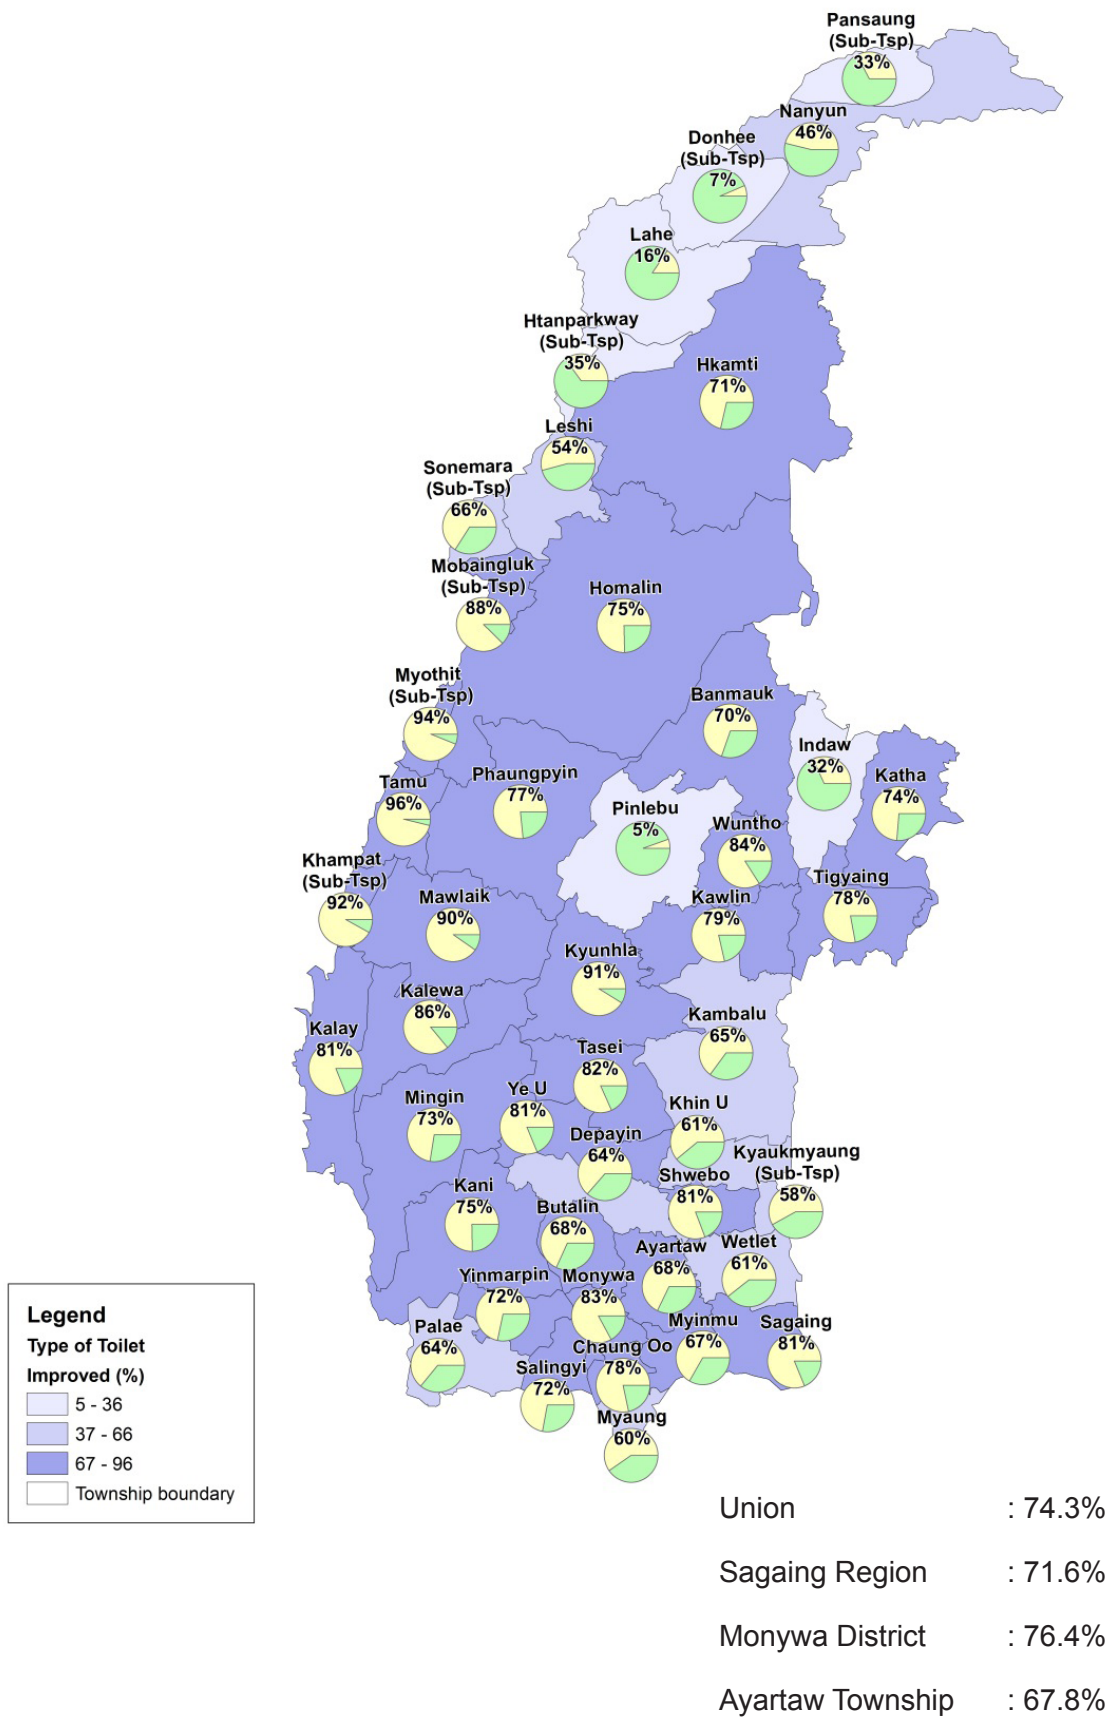 Pansaung
(Sub-Tsp)
33%
Nanyun
46%
Donhee
(Sub-Tsp)
7%
Lahe
16%
Htanparkway
(Sub-Tsp)
35%
Hkamti
71%
Leshi
54%
Sonemara
(Sub-Tsp)
66%
Mobaingluk
(Sub-Tsp)
88%
Homalin
75%
Myothit
(Sub-Tsp)
94%
Banmauk
70%
Indaw
32%
Katha
74%
Tamu
96%
Phaungpyin
77%
Pinlebu
5%
Wuntho
84%
Khampat
(Sub-Tsp)
92%
Mawlaik
90%
Kawlin
79%
Tigyaing
78%
Kyunhla
91%
Kalewa
86%
Kambalu
65%
Kalay
81%
Tasei
82%
Mingin
73%
Ye U
81%
Khin U
61%
Depayin
64%
Kyaukmyaung
(Sub-Tsp)
58%
Shwebo
81%
Kani
75%
Butalin
68%
Ayartaw
68%
Wetlet
61%
Yinmarpin
72%
Monywa
83%
Myinmu
67%
Sagaing
81%
Palae
64%
Chaung Oo
78%
Salingyi
72%
Myaung
60%
Legend
Type of Toilet
Improved (%)
5 - 36
37 - 66
67 - 96
Township boundary
Union : 74.3%
Sagaing Region : 71.6%
Monywa District : 76.4%
Ayartaw Township : 67.8%